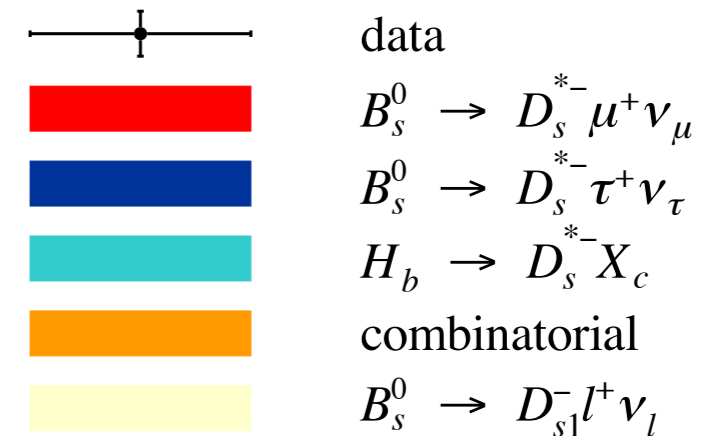 data
B_s^0 → D_s^{*−} μ^+ ν_μ
B_s^0 → D_s^{*−} τ^+ ν_τ
H_b → D_s^{*−} X_c
combinatorial
B_s^0 → D_{s1}^− l^+ ν_l